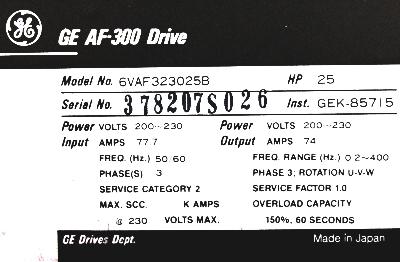 GE AF-300 Drive
Model No. 6VAF323025B HP 25
Serial No. 378207S026 Inst. GEK-85715
Power VOLTS 200-230 Power VOLTS 200-230
Input AMPS 77.7 Output AMPS 74
FREQ. (Hz.) 50/60 FREQ. RANGE (Hz.) 0.2-400
PHASE(S) 3 PHASE 3; ROTATION U-V-W
SERVICE CATEGORY 2 SERVICE FACTOR 1.0
MAX. SCC. K AMPS OVERLOAD CAPACITY
@ 230 VOLTS MAX. 150%, 60 SECONDS
GE Drives Dept. Made in Japan